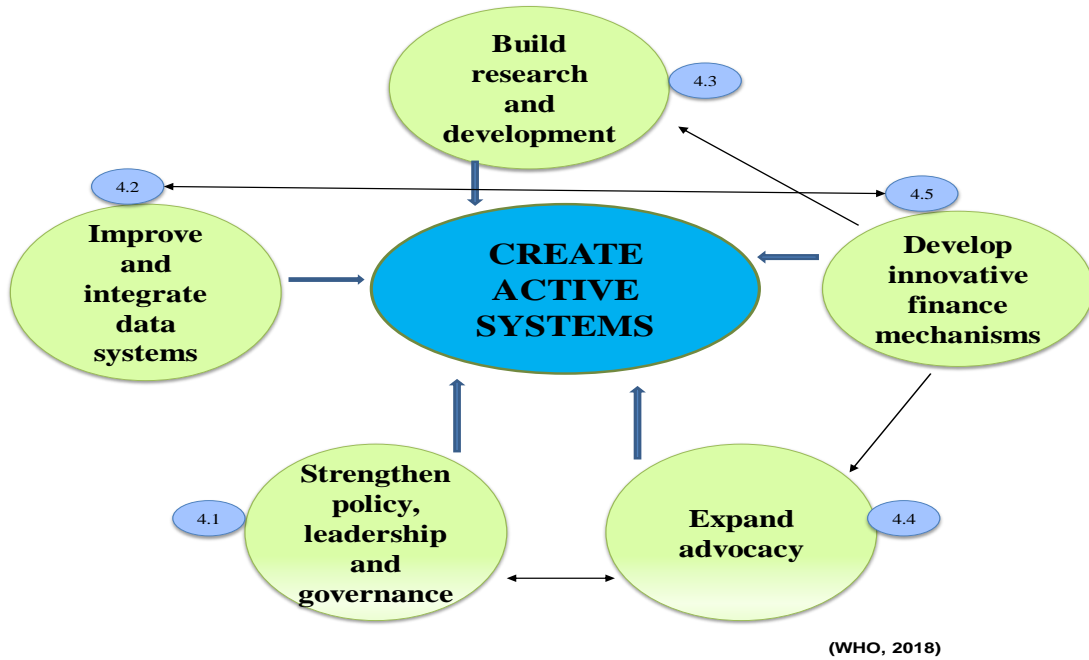 Build
research
and
development
4.3
4.2
4.5
Improve
and
integrate
data
systems
CREATE
ACTIVE
SYSTEMS
Develop
innovative
finance
mechanisms
4.1
Strengthen
policy,
leadership
and
governance
Expand
advocacy
4.4
(WHO, 2018)